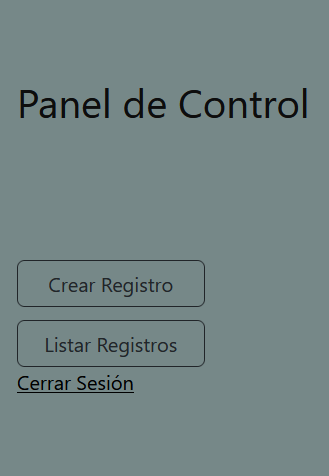 Panel de Control
Crear Registro
Listar Registros
Cerrar Sesión